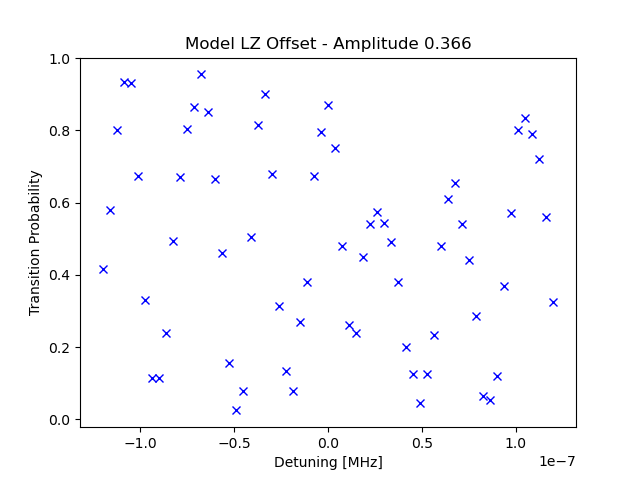 Model LZ Offset - Amplitude 0.366
1.0
0.8
0.6
0.4
0.2
0.0
Transition Probability
−1.0 −0.5 0.0 0.5 1.0
1e−7
Detuning [MHz]